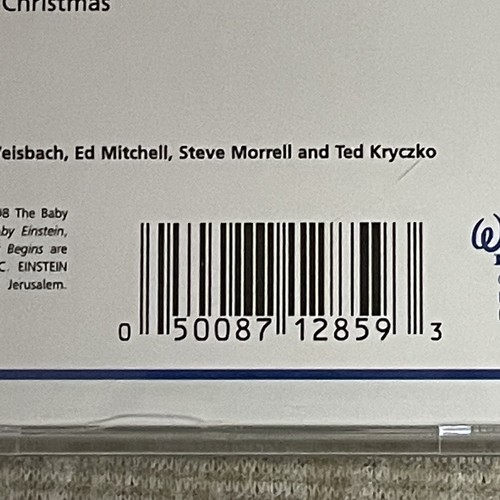 Christmas
eisbach, Ed Mitchell, Steve Morrell and Ted Kryczko
The Baby
by Einstein,
Begins are
C. EINSTEIN
Jerusalem.
0 50087 12859 3